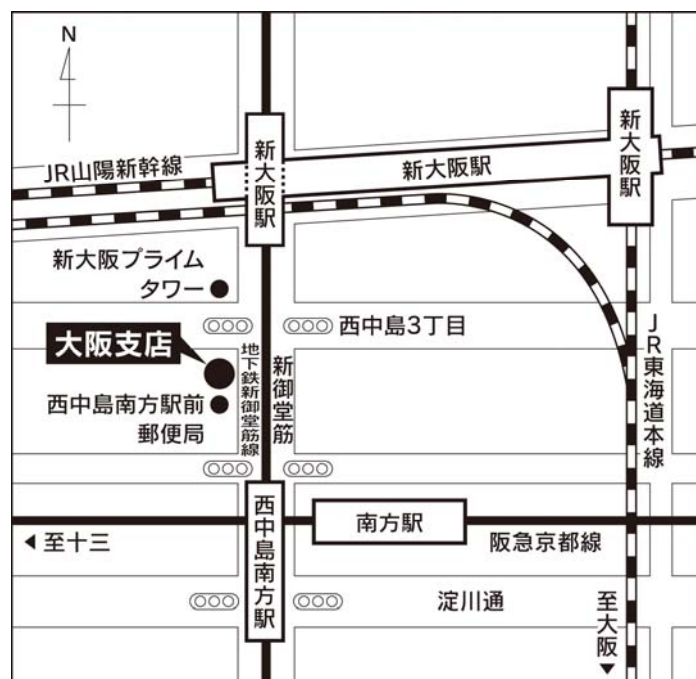 N
JR山陽新幹線
新大阪駅
新大阪駅
新大阪駅
新大阪プライム
タワー
西中島3丁目
大阪支店
西中島南方駅前
郵便局
地下鉄新御堂筋線
新御堂筋
JR東海道本線
西中島南方駅
南方駅
至十三
阪急京都線
淀川通
至大阪